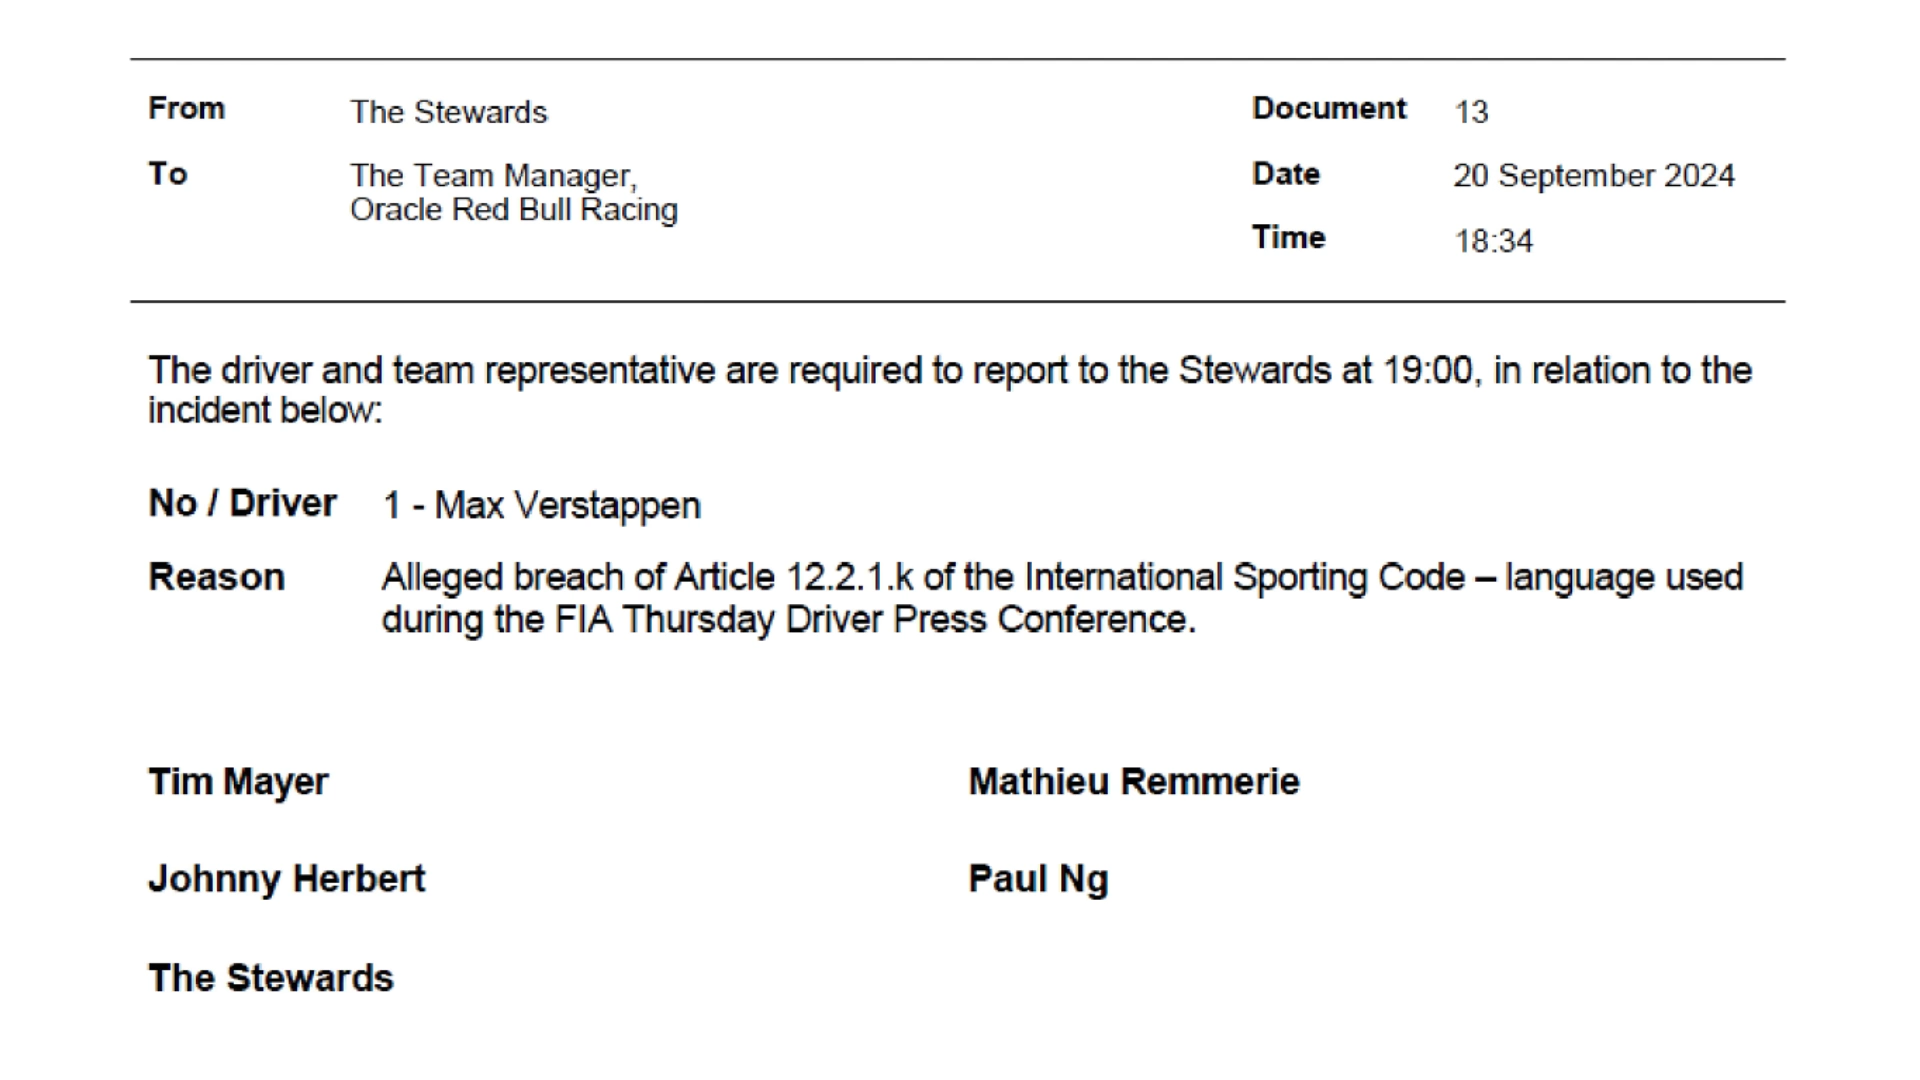 From The Stewards Document 13
To The Team Manager, Date 20 September 2024
Oracle Red Bull Racing
Time 18:34
The driver and team representative are required to report to the Stewards at 19:00, in relation to the
incident below:
No / Driver 1 - Max Verstappen
Reason Alleged breach of Article 12.2.1.k of the International Sporting Code – language used
during the FIA Thursday Driver Press Conference.
Tim Mayer Mathieu Remmerie
Johnny Herbert Paul Ng
The Stewards